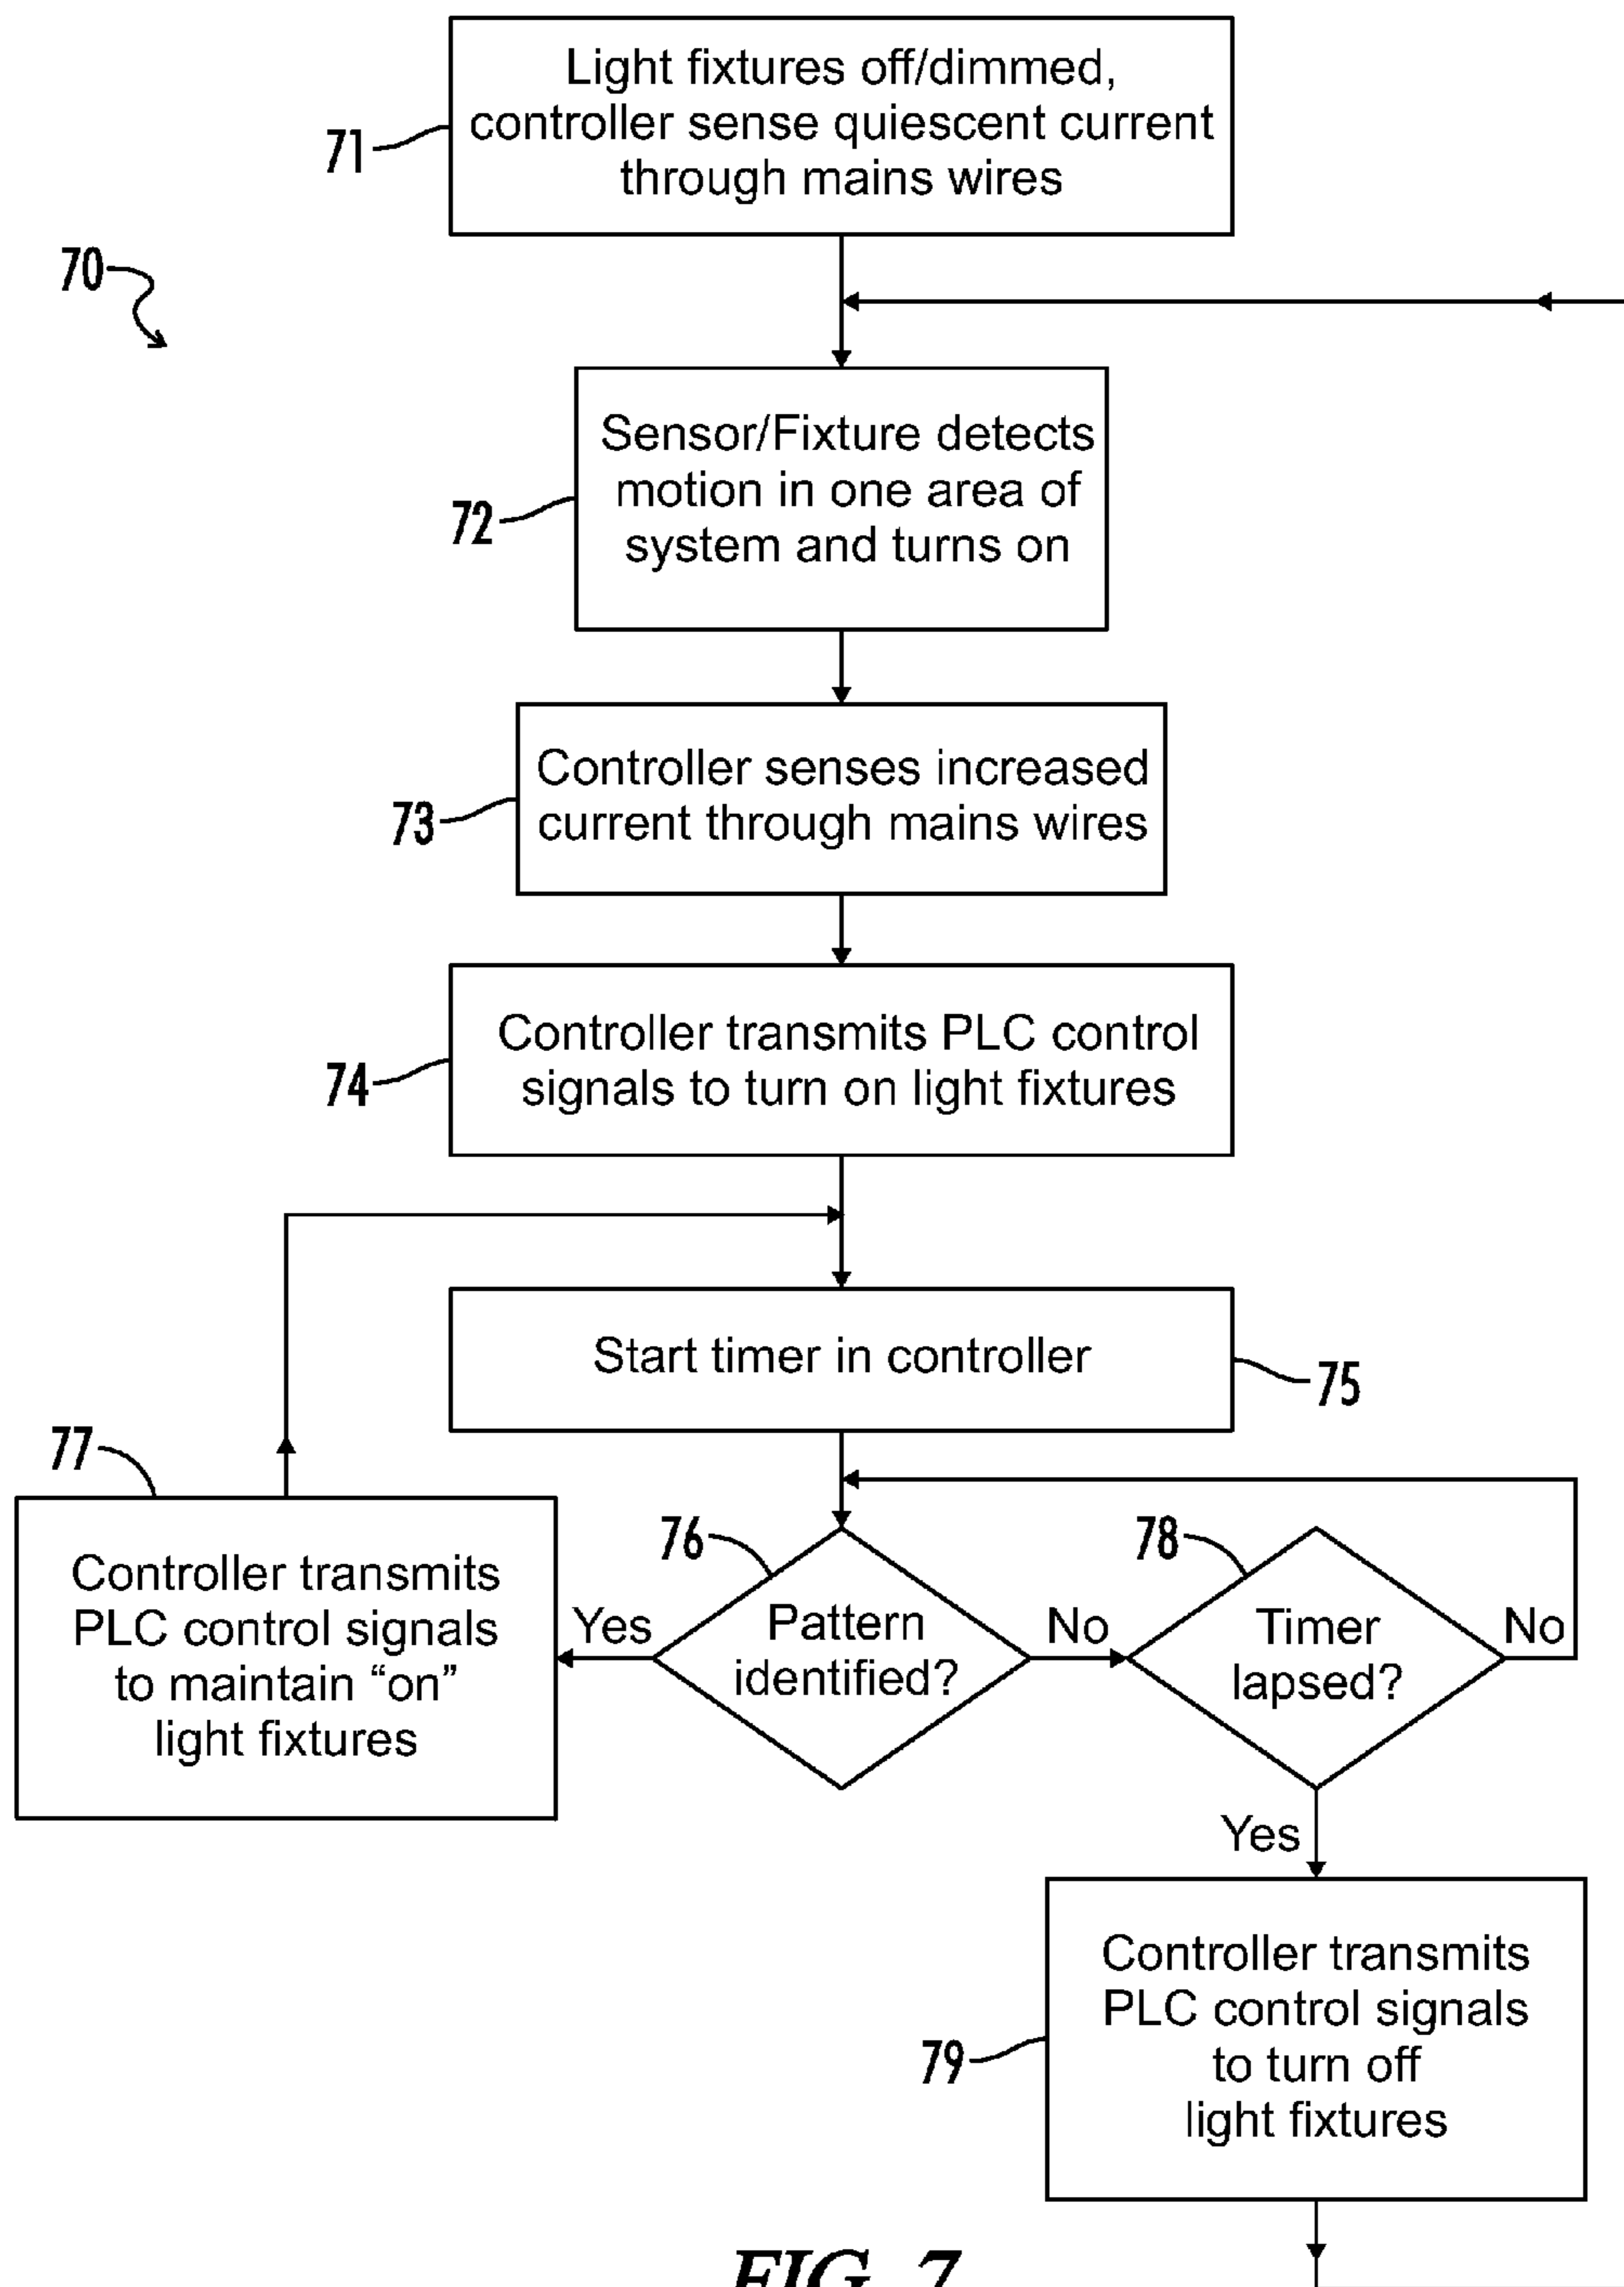 Light fixtures off/dimmed,
controller sense quiescent current
through mains wires
71
70
Sensor/Fixture detects
motion in one area of
system and turns on
72
Controller senses increased
current through mains wires
73
Controller transmits PLC control
signals to turn on light fixtures
74
Start timer in controller
75
77
Controller transmits
PLC control signals
to maintain “on”
light fixtures
Yes
76
Pattern
identified?
No
78
Timer
lapsed?
No
Yes
Controller transmits
PLC control signals
to turn off
light fixtures
79
FIG. 7